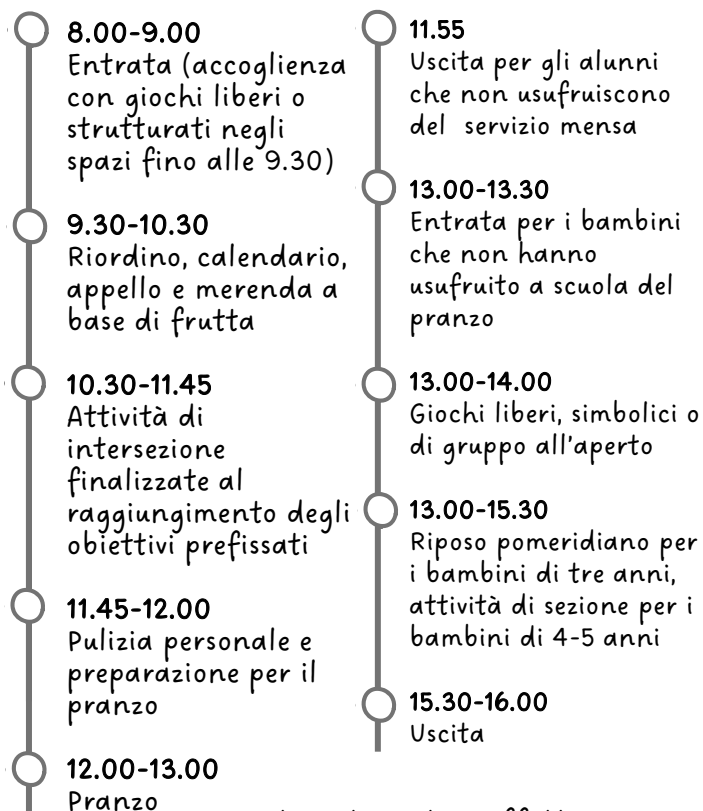 8.00-9.00
Entrata (accoglienza
con giochi liberi o
strutturati negli
spazi fino alle 9.30)
9.30-10.30
Riordino, calendario,
appello e merenda a
base di frutta
10.30-11.45
Attività di
intersezione
finalizzate al
raggiungimento degli
obiettivi prefissati
11.45-12.00
Pulizia personale e
preparazione per il
pranzo
12.00-13.00
Pranzo
11.55
Uscita per gli alunni
che non usufruiscono
del servizio mensa
13.00-13.30
Entrata per i bambini
che non hanno
usufruito a scuola del
pranzo
13.00-14.00
Giochi liberi, simbolici o
di gruppo all'aperto
13.00-15.30
Riposo pomeridiano per
i bambini di tre anni,
attività di sezione per i
bambini di 4-5 anni
15.30-16.00
Uscita